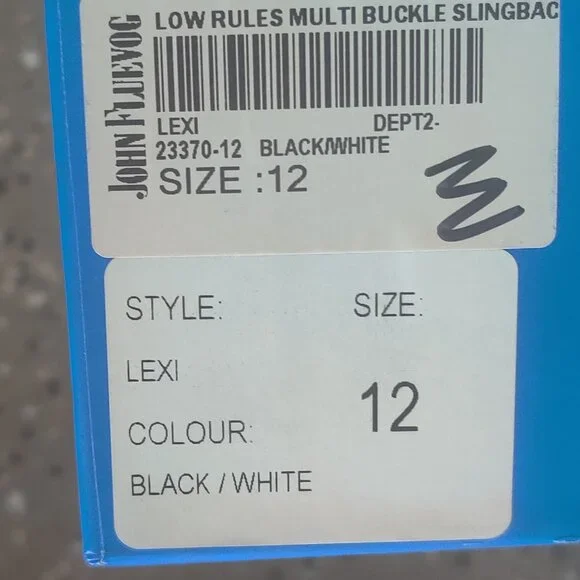 JOHN FLUEVOG
LOW RULES MULTI BUCKLE SLINGBAC
LEXI DEPT2-
23370-12 BLACK/WHITE
SIZE :12
STYLE: SIZE:
LEXI
12
COLOUR:
BLACK / WHITE